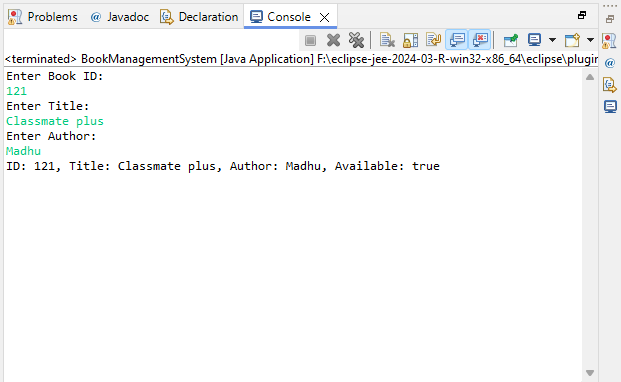 Problems @ Javadoc Declaration Console
<terminated> BookManagementSystem [Java Application] F:\eclipse-jee-2024-03-R-win32-x86_64\eclipse\plugin
Enter Book ID:
121
Enter Title:
Classmate plus
Enter Author:
Madhu
ID: 121, Title: Classmate plus, Author: Madhu, Available: true